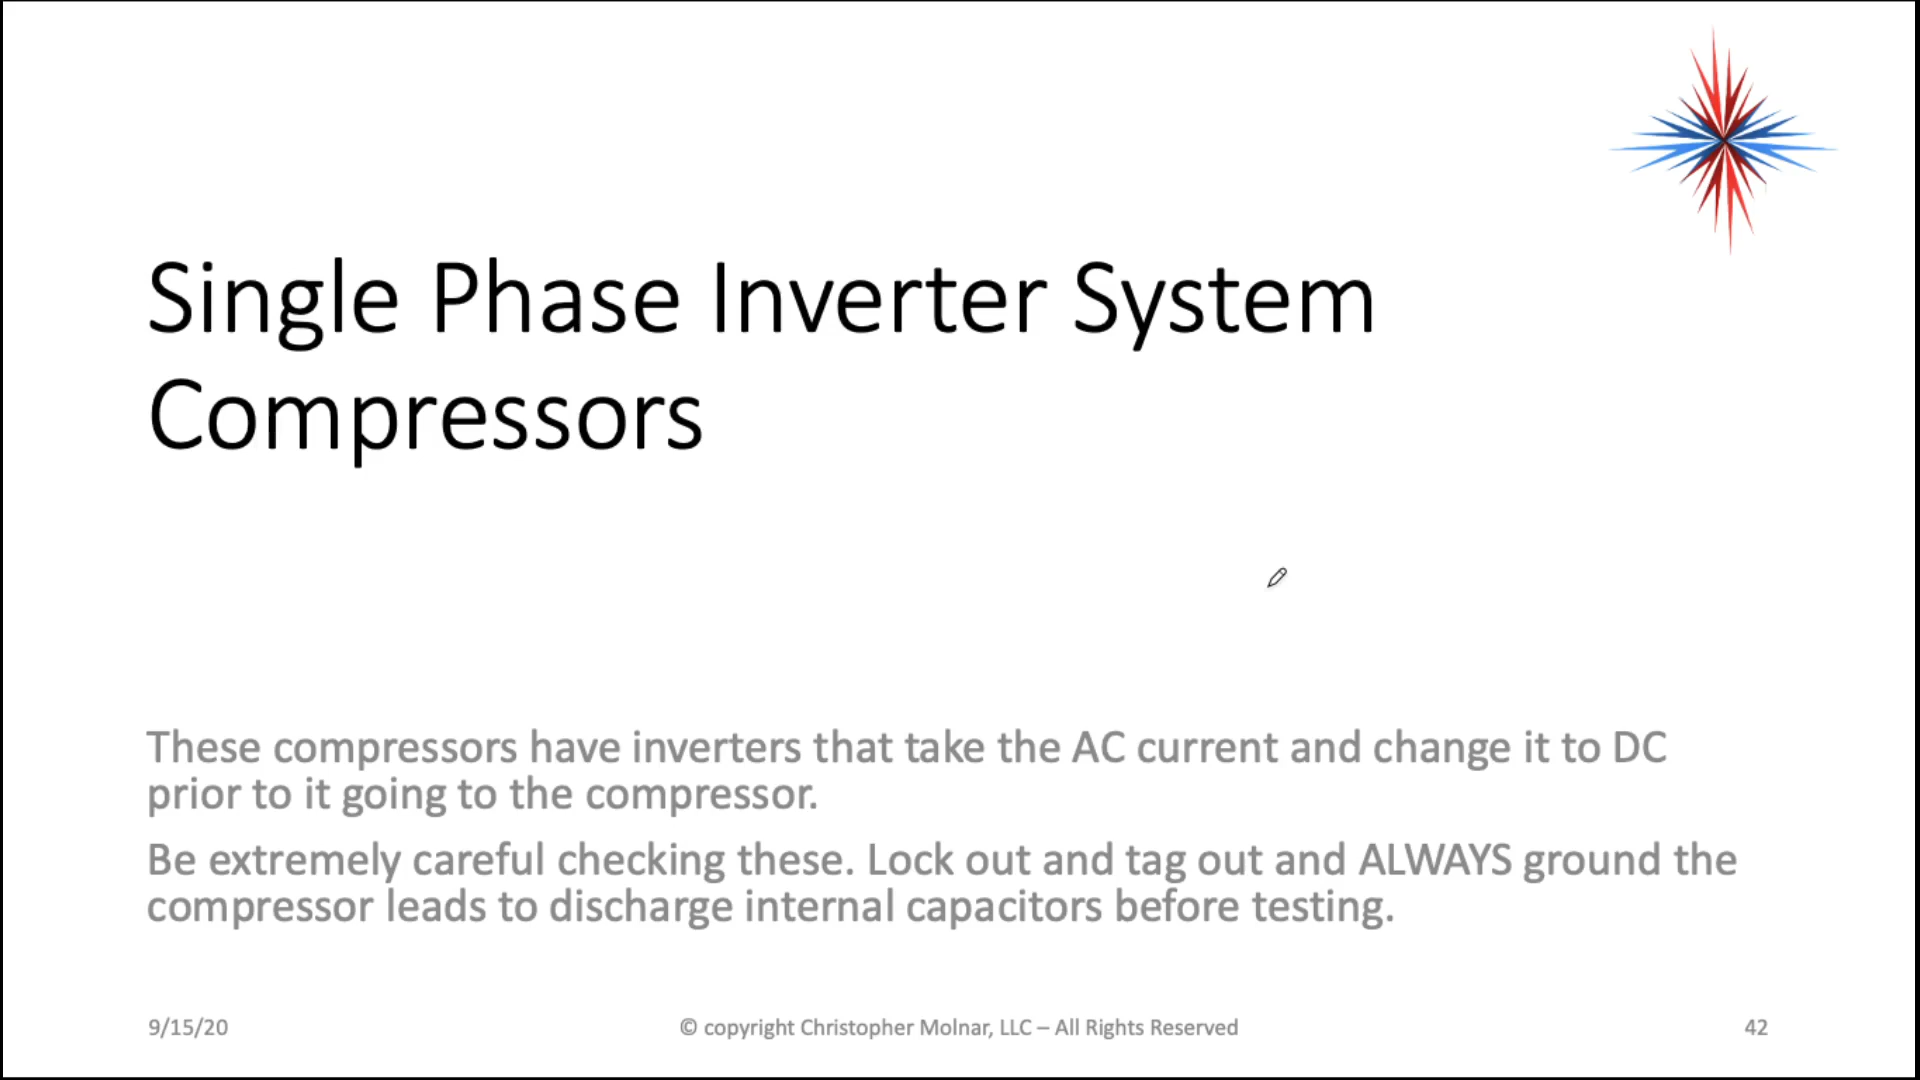 Single Phase Inverter System
Compressors
These compressors have inverters that take the AC current and change it to DC
prior to it going to the compressor.
Be extremely careful checking these. Lock out and tag out and ALWAYS ground the
compressor leads to discharge internal capacitors before testing.
9/15/20
© copyright Christopher Molnar, LLC – All Rights Reserved
42